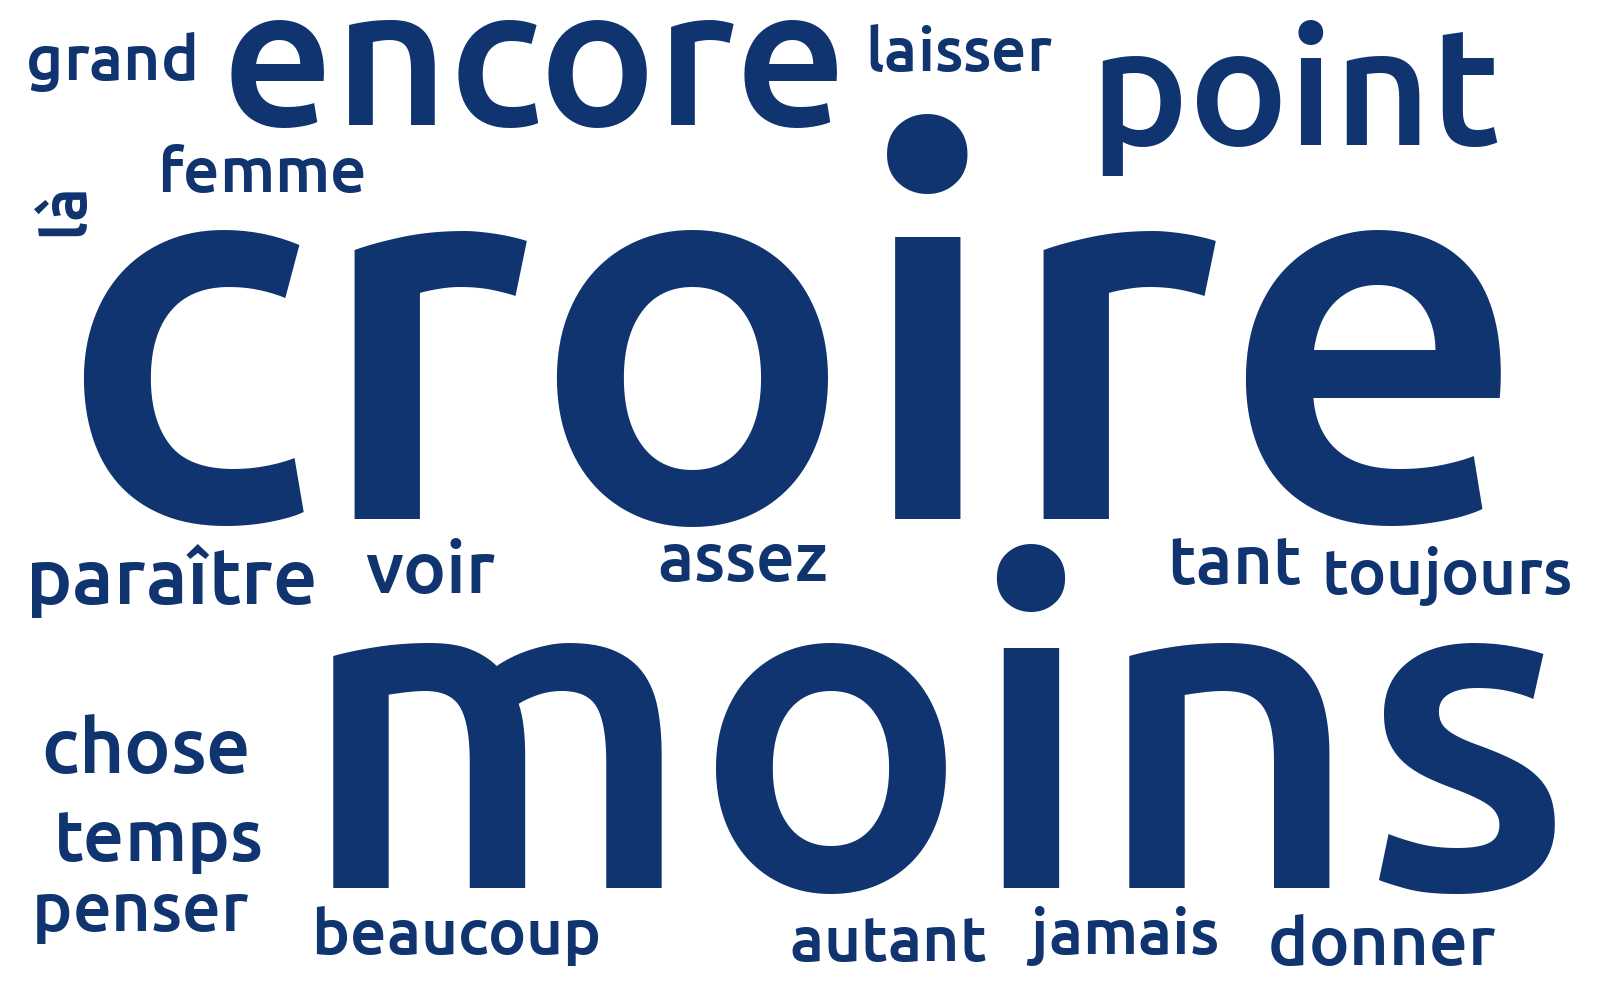 grand encore laisser point
femme
là
croire
paraître voir assez tant toujours
moins
chose
temps
penser
beaucoup autant jamais donner